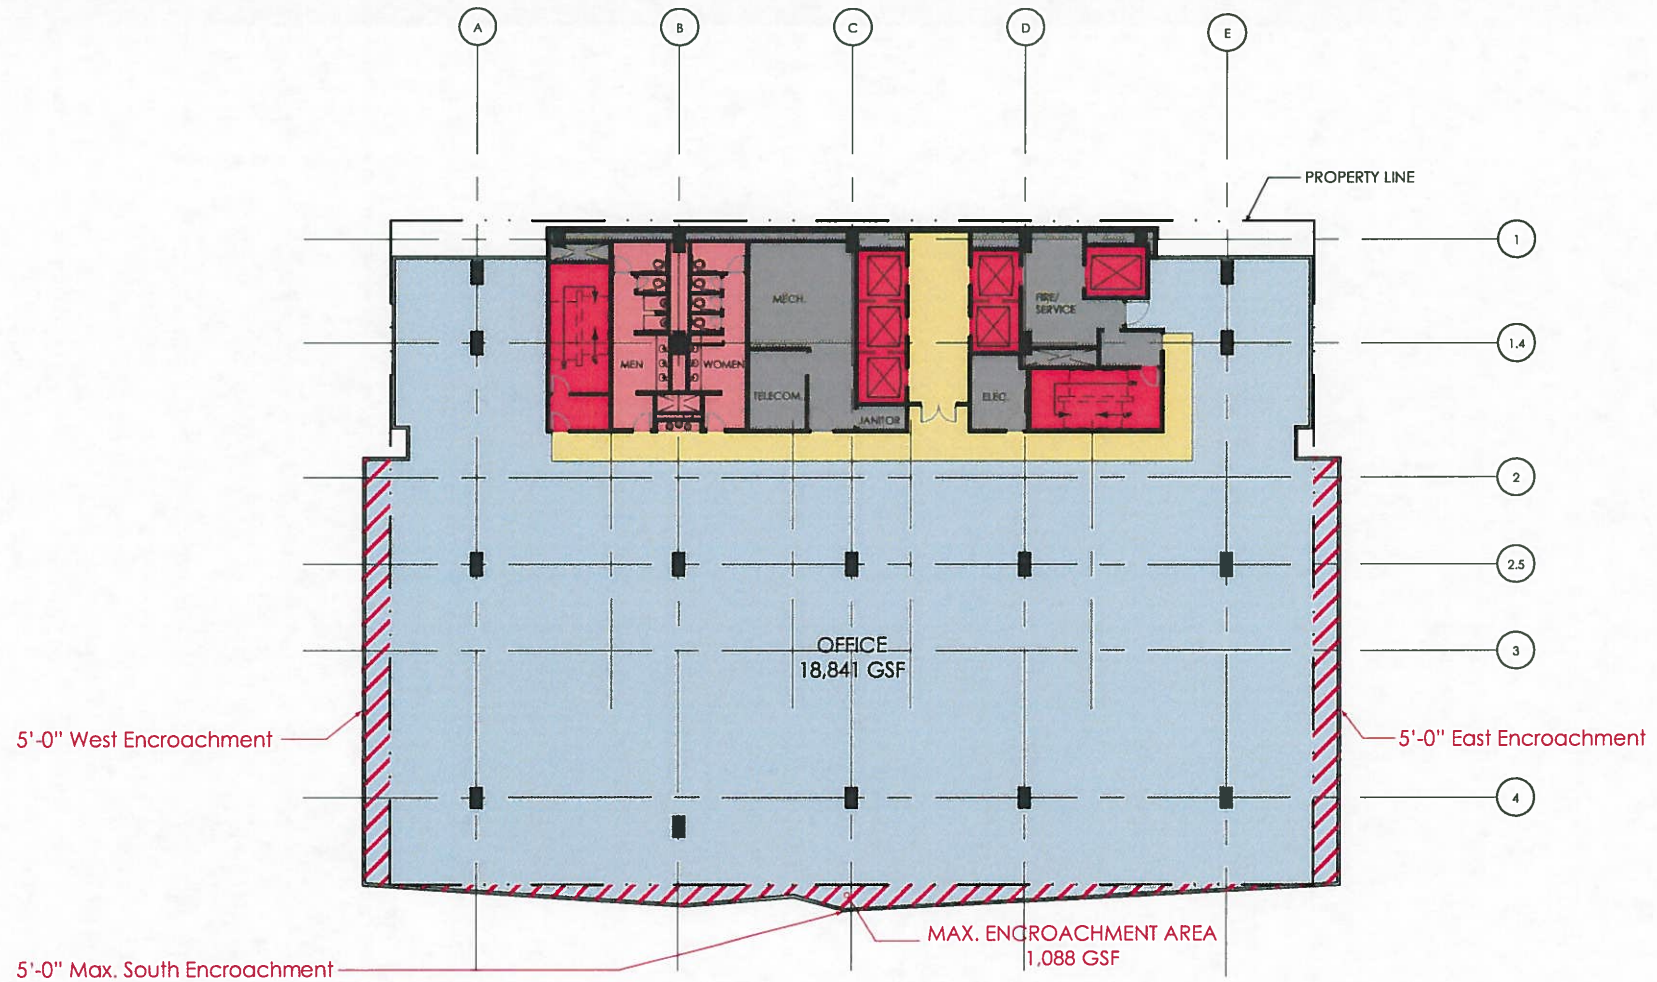 A B C D E
PROPERTY LINE
1
MECH.
FIRE/
SERVICE
1.4
MEN
WOMEN
TELECOM.
ELEC.
JANITOR
2
2.5
OFFICE
18,841 GSF
3
5'-0" West Encroachment
5'-0" East Encroachment
4
MAX. ENCROACHMENT AREA
1,088 GSF
5'-0" Max. South Encroachment